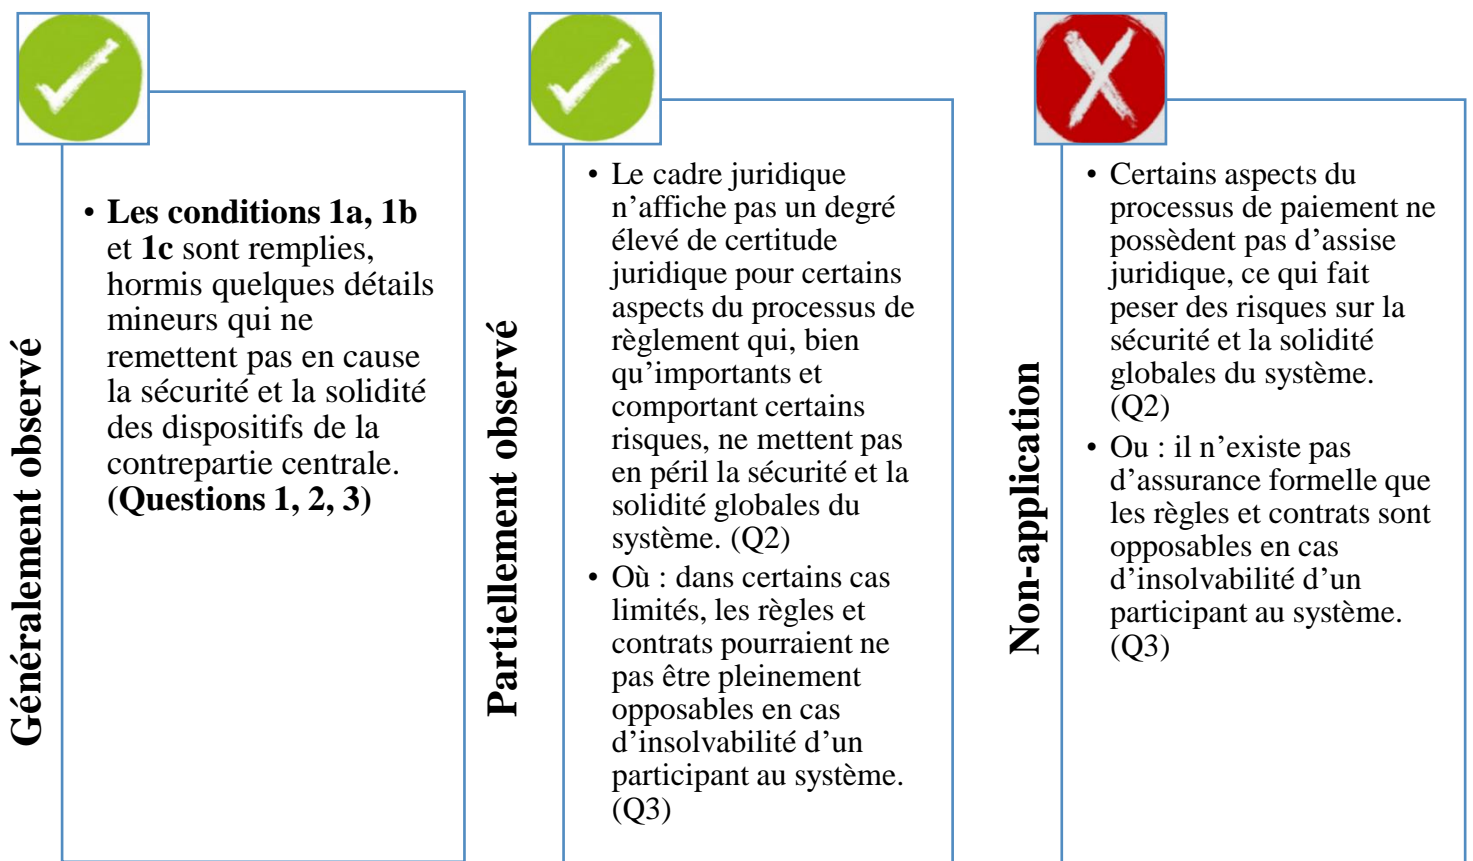 Généralement observé
• Les conditions 1a, 1b
et 1c sont remplies,
hormis quelques détails
mineurs qui ne
remettent pas en cause
la sécurité et la solidité
des dispositifs de la
contrepartie centrale.
(Questions 1, 2, 3)
Partiellement observé
• Le cadre juridique
n’affiche pas un degré
élevé de certitude
juridique pour certains
aspects du processus de
règlement qui, bien
qu’importants et
comportant certains
risques, ne mettent pas
en péril la sécurité et la
solidité globales du
système. (Q2)
• Où : dans certains cas
limités, les règles et
contrats pourraient ne
pas être pleinement
opposables en cas
d’insolvabilité d’un
participant au système.
(Q3)
Non-application
• Certains aspects du
processus de paiement ne
possèdent pas d’assise
juridique, ce qui fait
peser des risques sur la
sécurité et la solidité
globales du système.
(Q2)
• Ou : il n’existe pas
d’assurance formelle que
les règles et contrats sont
opposables en cas
d’insolvabilité d’un
participant au système.
(Q3)